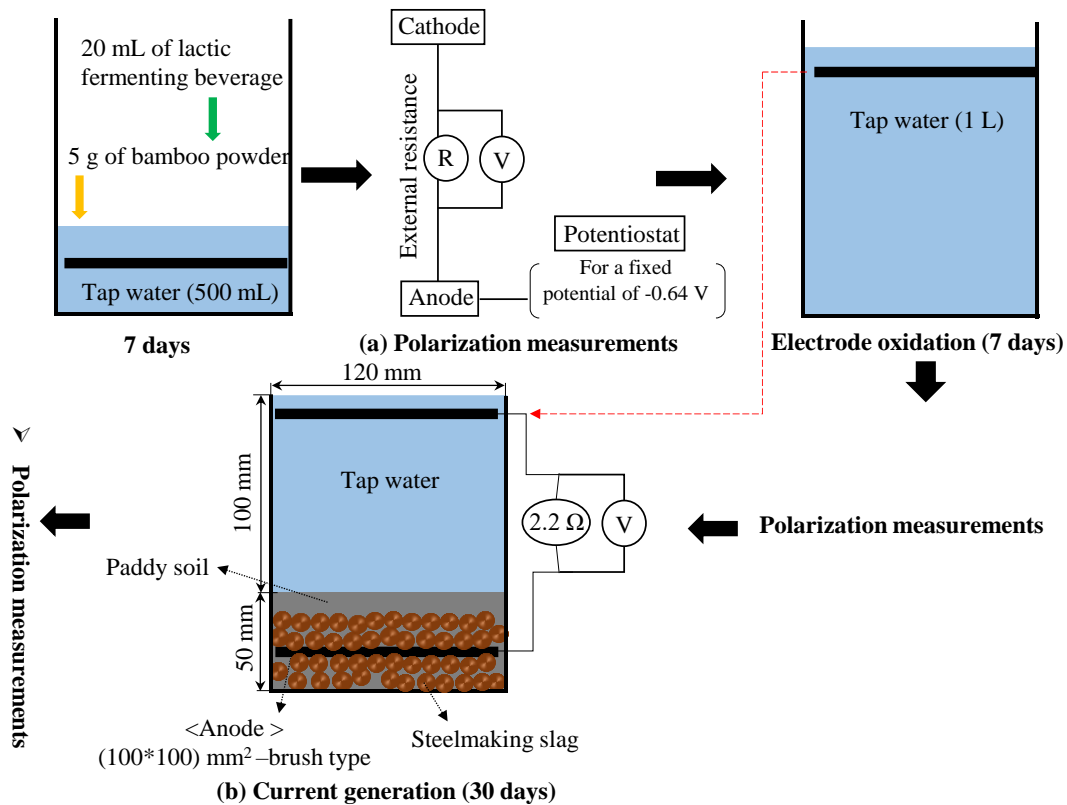 20 mL of lactic
fermenting beverage
5 g of bamboo powder
Tap water (500 mL)
7 days
Cathode
External resistance
R
V
Potentiostat
For a fixed
potential of -0.64 V
Anode
(a) Polarization measurements
Tap water (1 L)
Electrode oxidation (7 days)
120 mm
100 mm
Tap water
2.2 Ω
V
Polarization measurements
➢ Polarization measurements
Paddy soil
50 mm
<Anode >
(100*100) mm² –brush type
Steelmaking slag
(b) Current generation (30 days)